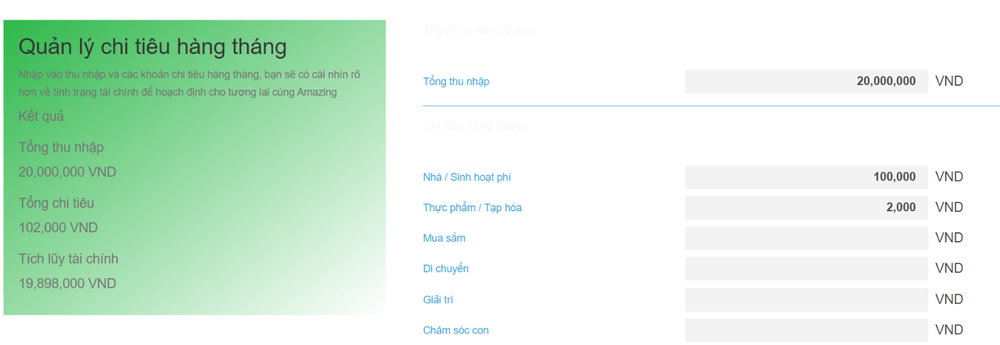 Quản lý chi tiêu hàng tháng
Nhập vào thu nhập và các khoản chi tiêu hàng tháng, bạn sẽ có cái nhìn rõ
hơn về tình trạng tài chính để hoạch định cho tương lai cùng Amazing
Kết quả
Tổng thu nhập
20,000,000 VND
Tổng chi tiêu
102,000 VND
Tích lũy tài chính
19,898,000 VND
Thu nhập hàng tháng
Tổng thu nhập 20,000,000 VND
Chi tiêu hàng tháng
Nhà / Sinh hoạt phí 100,000 VND
Thực phẩm / Tạp hóa 2,000 VND
Mua sắm VND
Di chuyển VND
Giải trí VND
Chăm sóc con VND